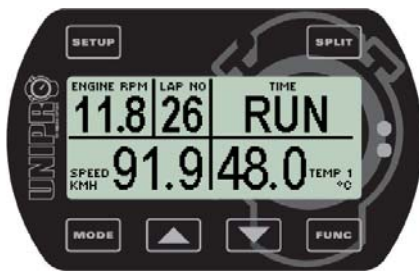 SETUP SPLIT
ENGINE RPM LAP NO TIME
11.8 26 RUN
SPEED KMH 91.9 48.0 TEMP 1 °C
UNIPRO
MODE FUNC